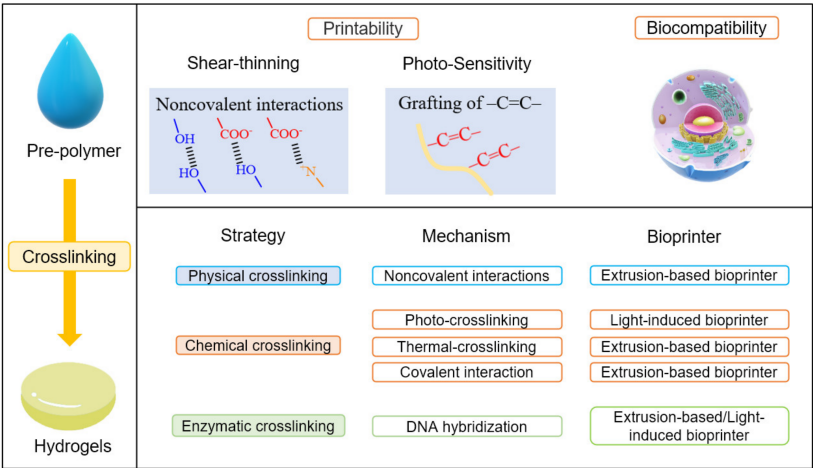 Printability
Biocompatibility
Shear-thinning
Photo-Sensitivity
Noncovalent interactions
OH
COO-
COO-
HO
HO
N
Grafting of –C=C–
–C=C–
–C=C–
Pre-polymer
Crosslinking
Hydrogels
Strategy
Mechanism
Bioprinter
Physical crosslinking
Noncovalent interactions
Extrusion-based bioprinter
Chemical crosslinking
Photo-crosslinking
Light-induced bioprinter
Thermal-crosslinking
Extrusion-based bioprinter
Covalent interaction
Extrusion-based bioprinter
Enzymatic crosslinking
DNA hybridization
Extrusion-based/Light-
induced bioprinter